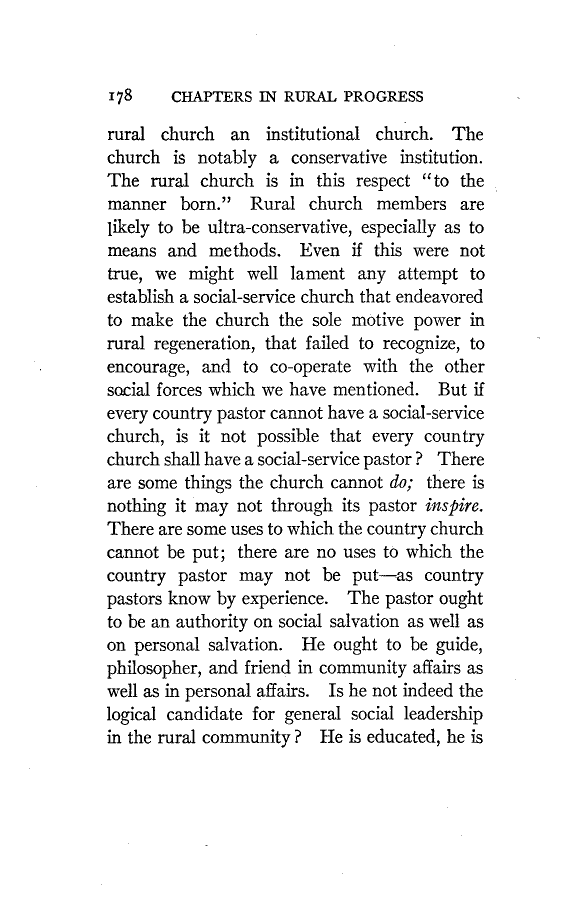 178 CHAPTERS IN RURAL PROGRESS
rural church an institutional church. The
church is notably a conservative institution.
The rural church is in this respect "to the
manner born." Rural church members are
likely to be ultra-conservative, especially as to
means and methods. Even if this were not
true, we might well lament any attempt to
establish a social-service church that endeavored
to make the church the sole motive power in
rural regeneration, that failed to recognize, to
encourage, and to co-operate with the other
social forces which we have mentioned. But if
every country pastor cannot have a social-service
church, is it not possible that every country
church shall have a social-service pastor? There
are some things the church cannot do; there is
nothing it may not through its pastor inspire.
There are some uses to which the country church
cannot be put; there are no uses to which the
country pastor may not be put—as country
pastors know by experience. The pastor ought
to be an authority on social salvation as well as
on personal salvation. He ought to be guide,
philosopher, and friend in community affairs as
well as in personal affairs. Is he not indeed the
logical candidate for general social leadership
in the rural community? He is educated, he is